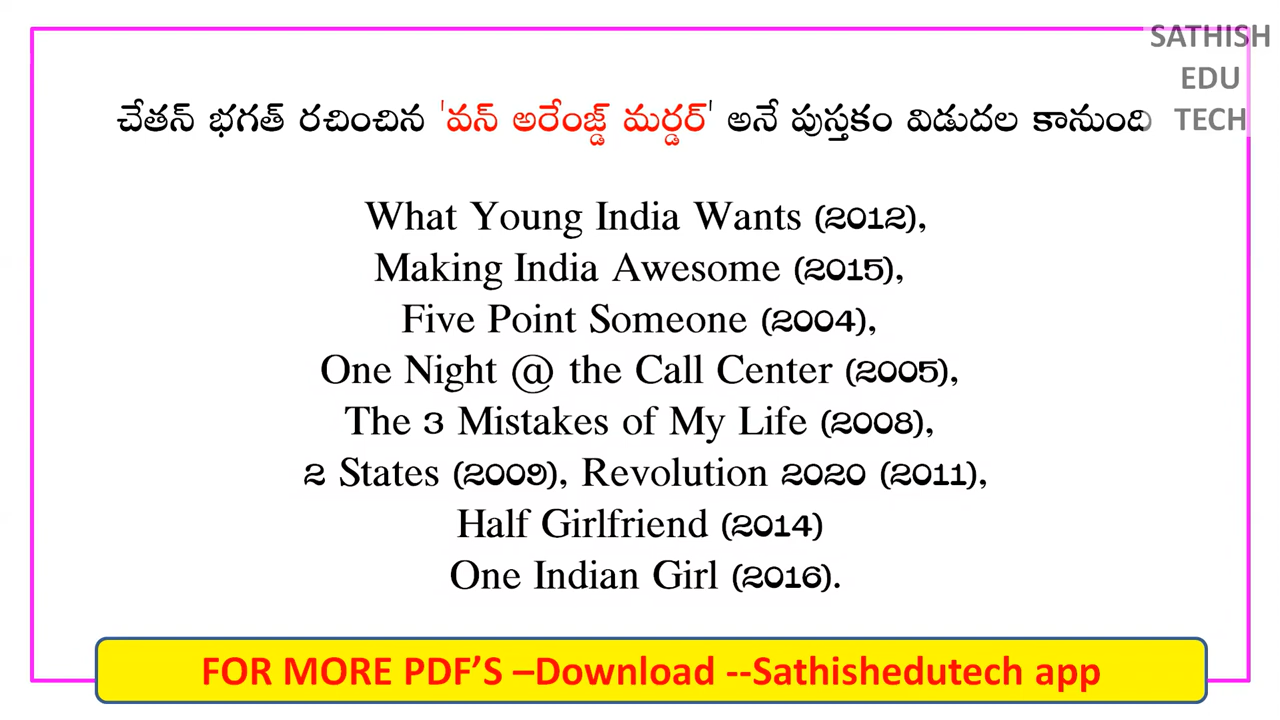 SATHISH
EDU
TECH
చేతన్ భగత్ రచించిన 'వన్ అరేంజ్డ్ మర్డర్' అనే పుస్తకం విడుదల కానుంది
What Young India Wants (2012),
Making India Awesome (2015),
Five Point Someone (2004),
One Night @ the Call Center (2005),
The 3 Mistakes of My Life (2008),
2 States (2009), Revolution 2020 (2011),
Half Girlfriend (2014)
One Indian Girl (2016).
FOR MORE PDF'S –Download --Sathishedutech app